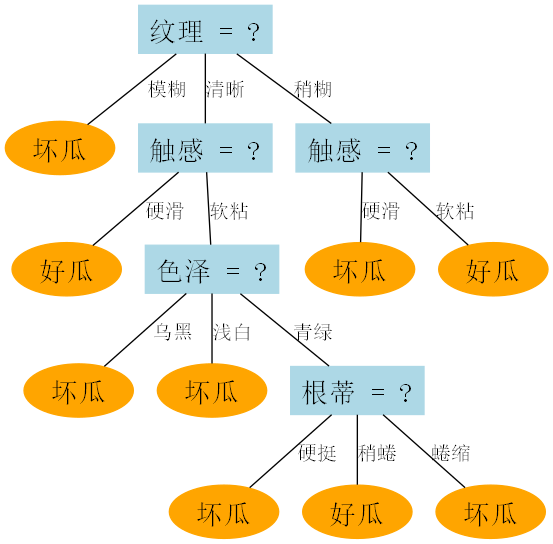 纹理 = ?
模糊 清晰 稍糊
坏瓜 触感 = ? 触感 = ?
硬滑 软粘 硬滑 软粘
好瓜 色泽 = ? 坏瓜 好瓜
乌黑 浅白 青绿
坏瓜 坏瓜 根蒂 = ?
硬挺 稍蜷 蜷缩
坏瓜 好瓜 坏瓜